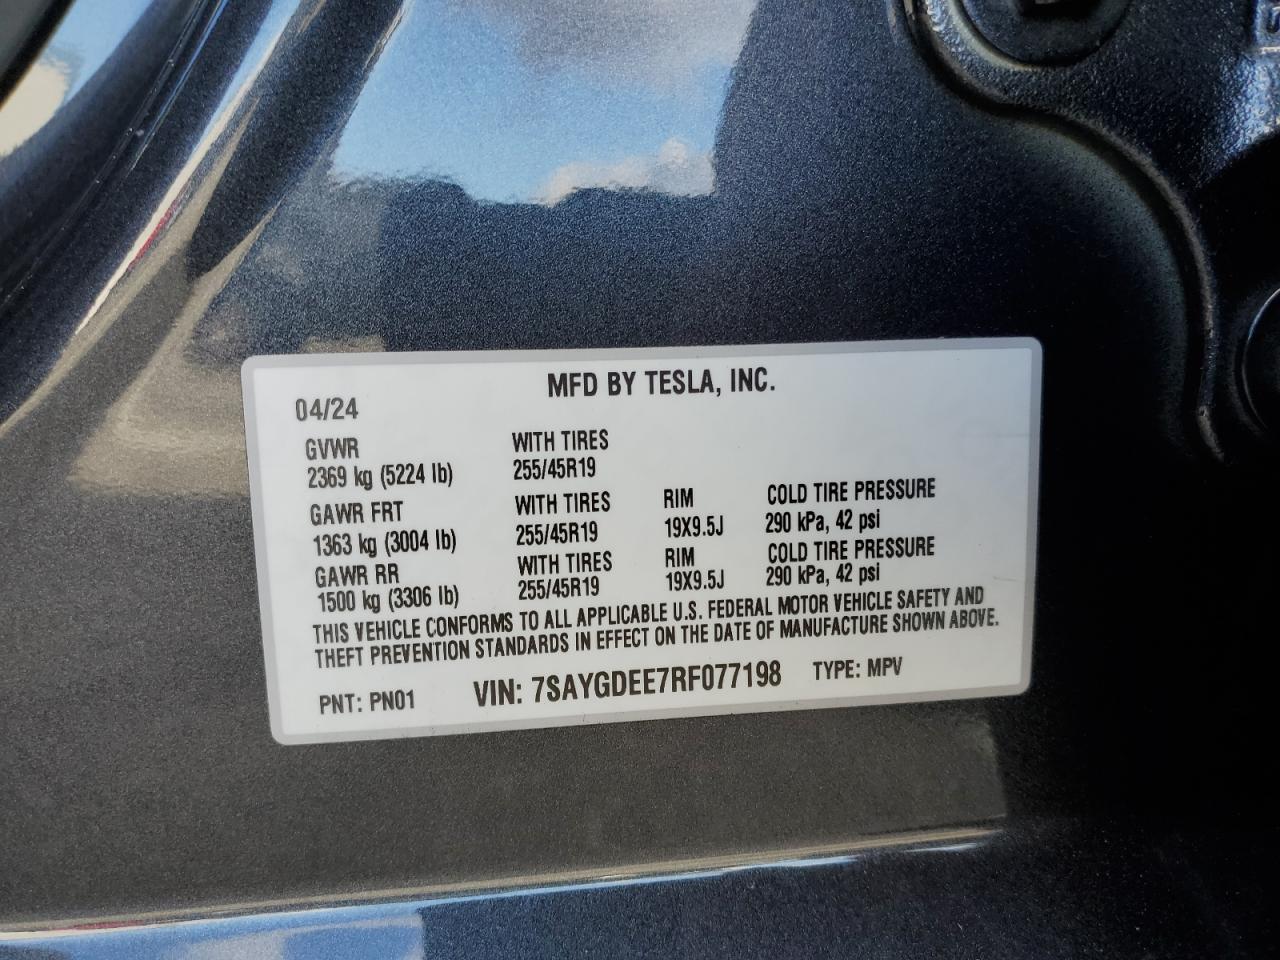 MFD BY TESLA, INC.
04/24
GVWR WITH TIRES
2369 kg (5224 lb) 255/45R19
GAWR FRT WITH TIRES RIM COLD TIRE PRESSURE
1363 kg (3004 lb) 255/45R19 19X9.5J 290 kPa, 42 psi
GAWR RR WITH TIRES RIM COLD TIRE PRESSURE
1500 kg (3306 lb) 255/45R19 19X9.5J 290 kPa, 42 psi
THIS VEHICLE CONFORMS TO ALL APPLICABLE U.S. FEDERAL MOTOR VEHICLE SAFETY AND
THEFT PREVENTION STANDARDS IN EFFECT ON THE DATE OF MANUFACTURE SHOWN ABOVE.
PNT: PN01 VIN: 7SAYGDEE7RF077198 TYPE: MPV